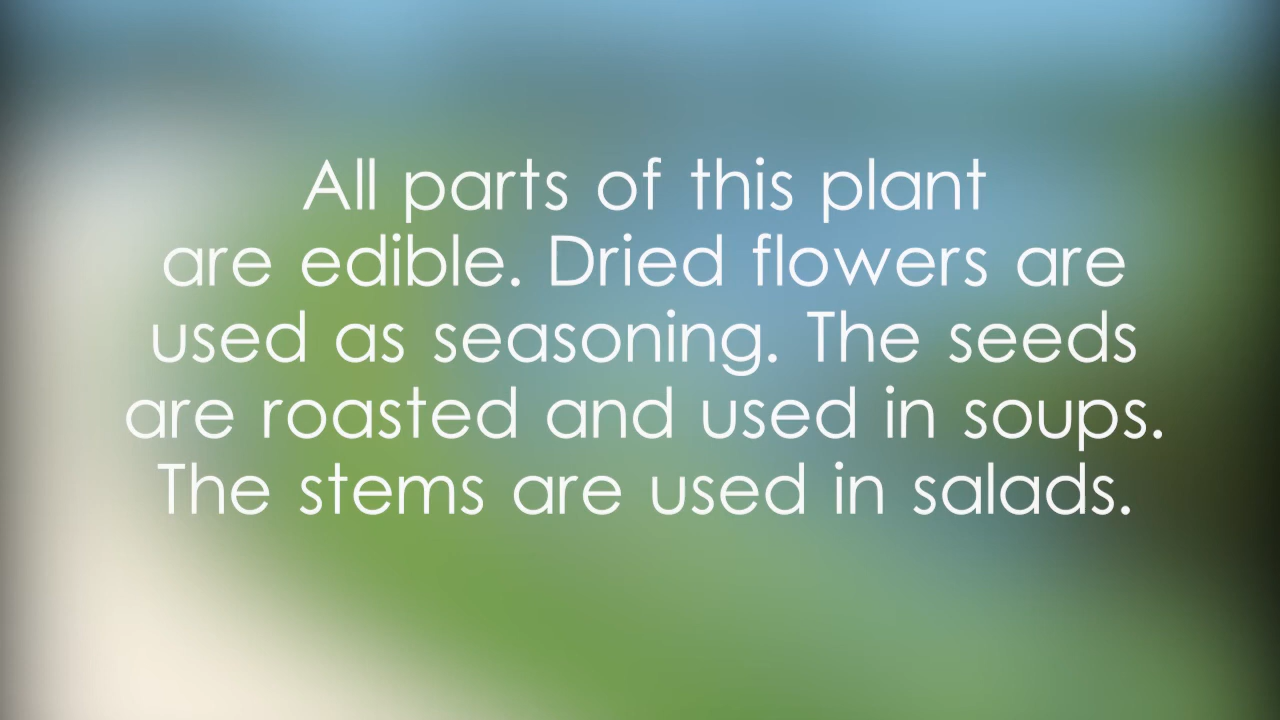 All parts of this plant
are edible. Dried flowers are
used as seasoning. The seeds
are roasted and used in soups.
The stems are used in salads.